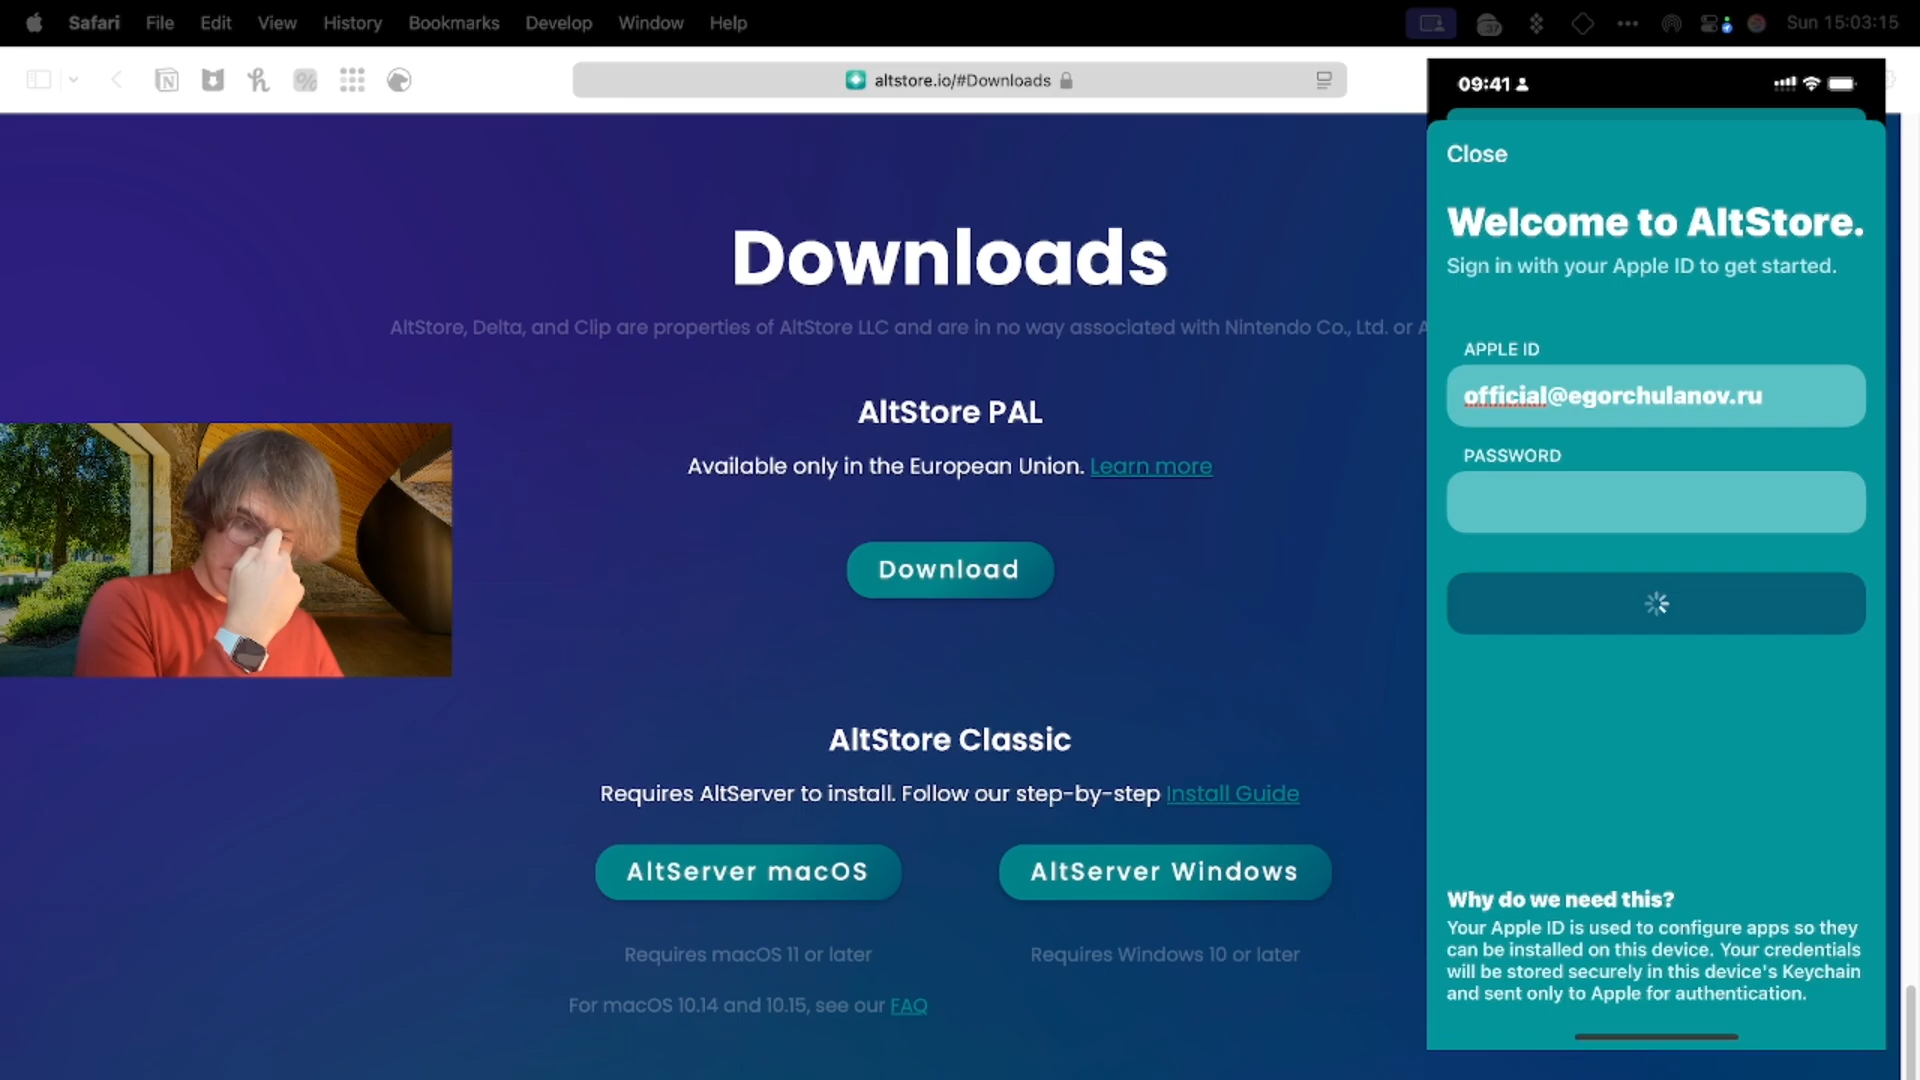 Safari File Edit View History Bookmarks Develop Window Help
37
Sun 15:03:15
altstore.io/#Downloads
Downloads
AltStore, Delta, and Clip are properties of AltStore LLC and are in no way associated with Nintendo Co., Ltd. or A
AltStore PAL
Available only in the European Union. Learn more
Download
AltStore Classic
Requires AltServer to install. Follow our step-by-step Install Guide
AltServer macOS
AltServer Windows
Requires macOS 11 or later
Requires Windows 10 or later
For macOS 10.14 and 10.15, see our FAQ
09:41
Close
Welcome to AltStore.
Sign in with your Apple ID to get started.
APPLE ID
official@egorchulanov.ru
PASSWORD
Why do we need this?
Your Apple ID is used to configure apps so they
can be installed on this device. Your credentials
will be stored securely in this device's Keychain
and sent only to Apple for authentication.